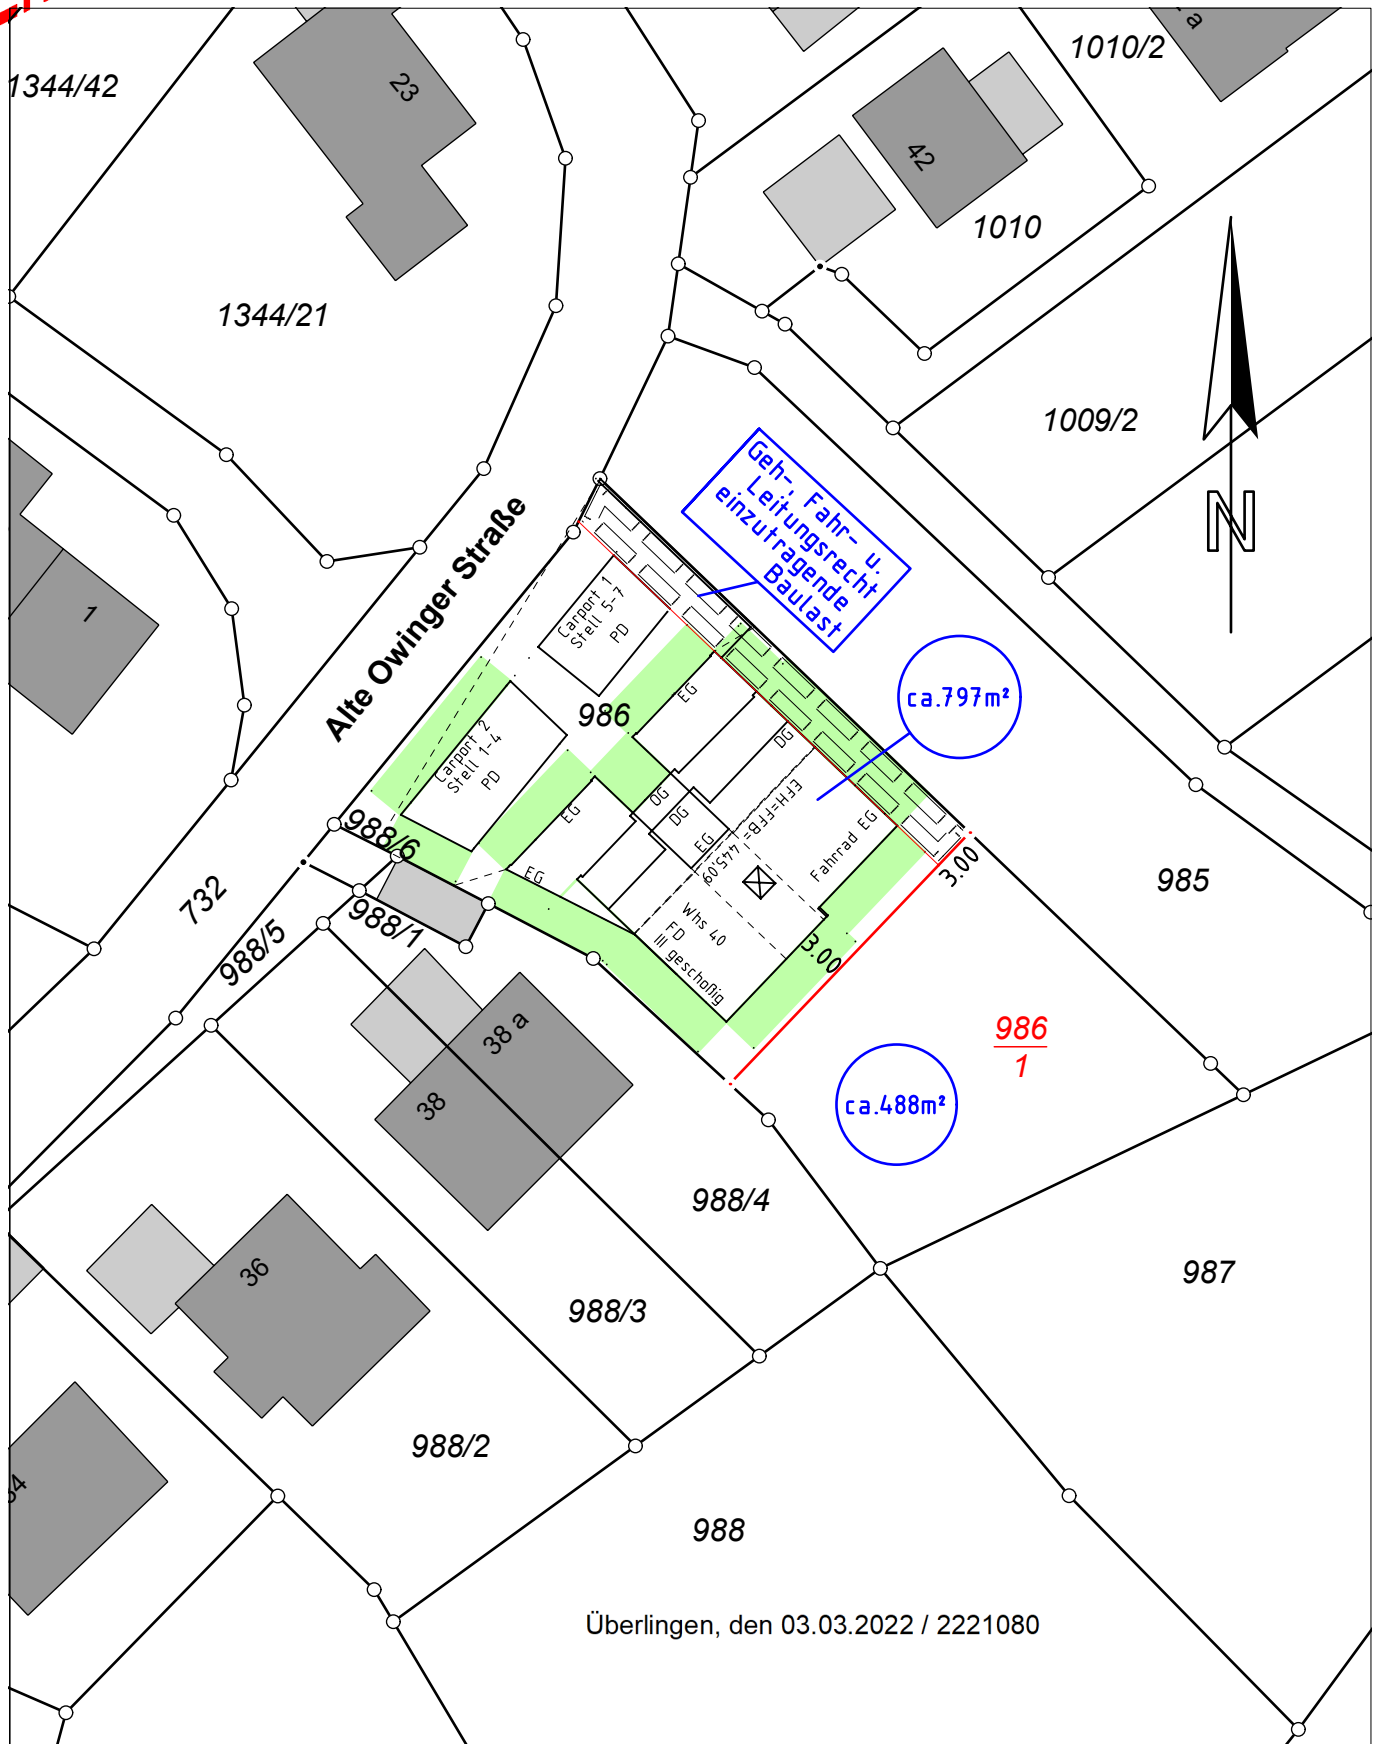 1344/42
23
1010/2
a
42
1010
1344/21
1009/2
N
Geh-, Fahr- u.
Leitungsrecht
einzutragende
Baulast
Alte Owinger Straße
1
Carport 1
Stell 5-7
PD
986
EG
DG
ca.797m²
Carport 2
Stell 1-4
PD
EG
OG
DG
EG
EFH=FFB= 445.09
Fahrrad EG
988/6
EG
3.00
985
732
988/1
988/5
Whs 40
FD
III geschoßig
3.00
986
1
38 a
38
ca.488m²
988/4
36
987
988/3
988/2
34
988
Überlingen, den 03.03.2022 / 2221080